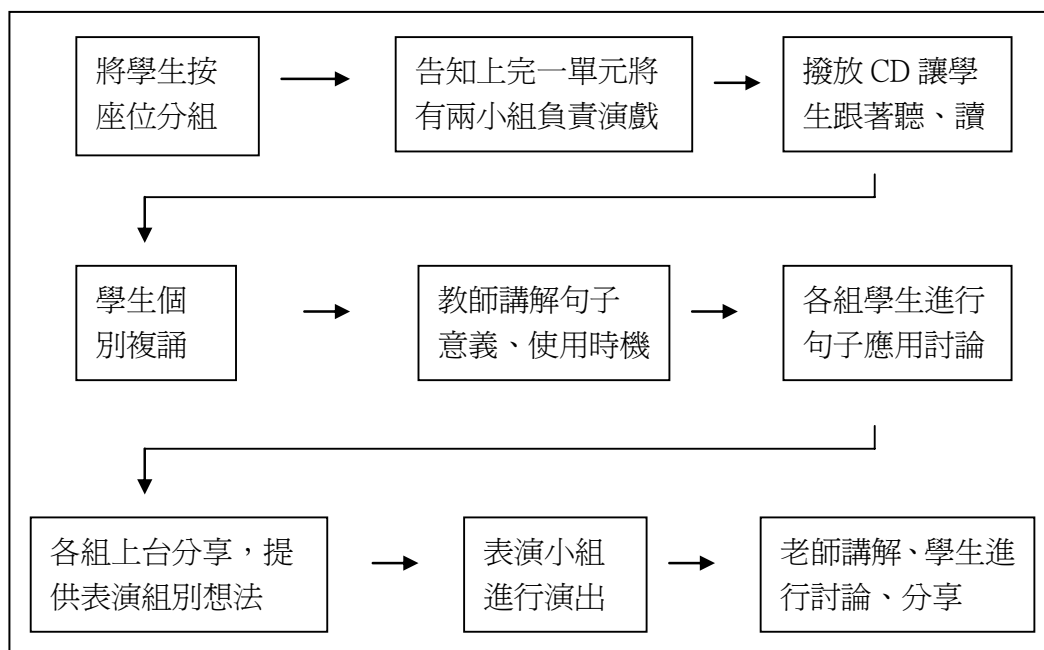 將學生按
座位分組
告知上完一單元將
有兩小組負責演戲
撥放 CD 讓學
生跟著聽、讀
學生個
別複誦
教師講解句子
意義、使用時機
各組學生進行
句子應用討論
各組上台分享，提
供表演組別想法
表演小組
進行演出
老師講解、學生進
行討論、分享